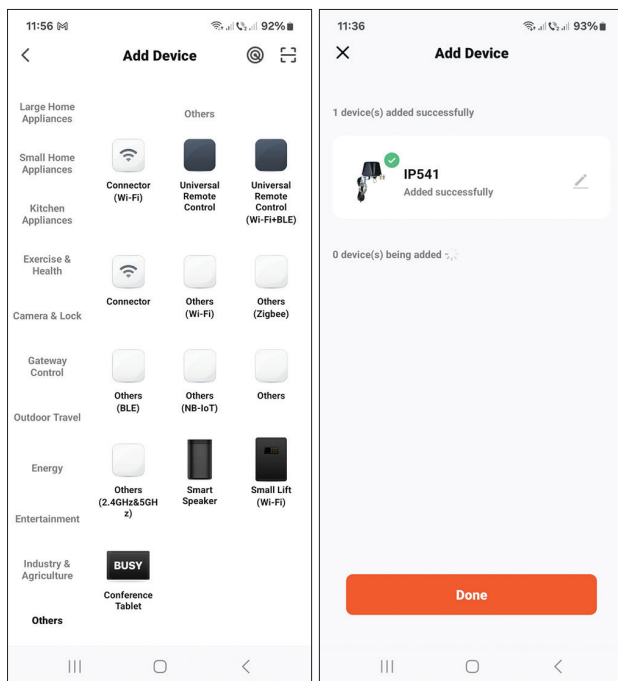 11:56 92%
Add Device
Large Home
Appliances
Small Home
Appliances
Kitchen
Appliances
Exercise &
Health
Camera & Lock
Gateway
Control
Outdoor Travel
Energy
Entertainment
Industry &
Agriculture
Others
Others
Connector
(Wi-Fi)
Universal
Remote
Control
Universal
Remote
Control
(Wi-Fi+BLE)
Connector
Others
(Wi-Fi)
Others
(Zigbee)
Others
(BLE)
Others
(NB-IoT)
Others
Others
(2.4GHz&5GH
z)
Smart
Speaker
Small Lift
(Wi-Fi)
BUSY
Conference
Tablet
11:36 93%
Add Device
1 device(s) added successfully
IP541
Added successfully
0 device(s) being added
Done